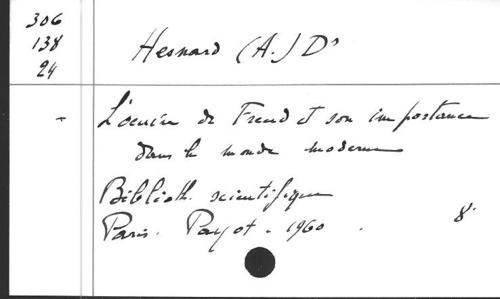 306
138
24
Hesnard (A.) Dr
L'œuvre de Freud et son importance
dans le monde moderne
Biblioth. scientifique
Paris. Payot. 1960. 8°